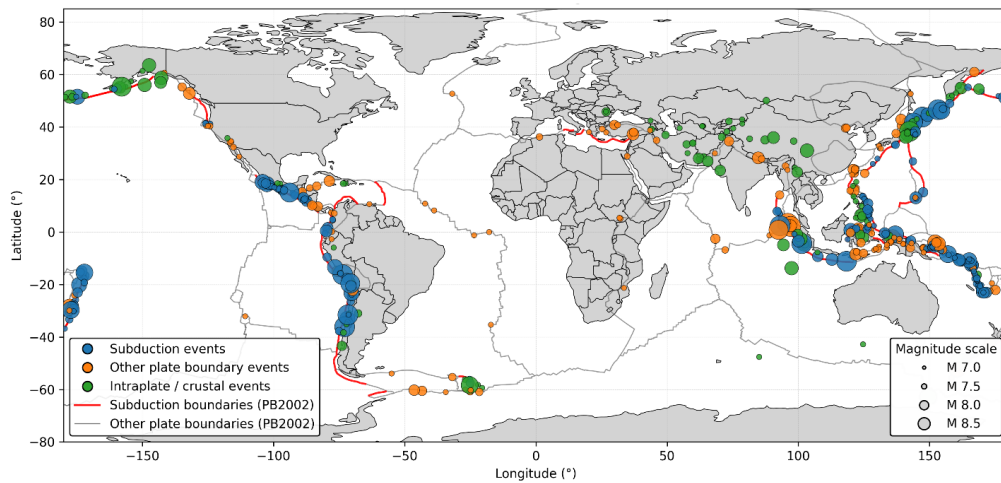 80
60
40
20
0
−20
−40
−60
−80
Latitude (°)
−150
−100
−50
0
50
100
150
Longitude (°)
Subduction events
Other plate boundary events
Intraplate / crustal events
Subduction boundaries (PB2002)
Other plate boundaries (PB2002)
Magnitude scale
M 7.0
M 7.5
M 8.0
M 8.5